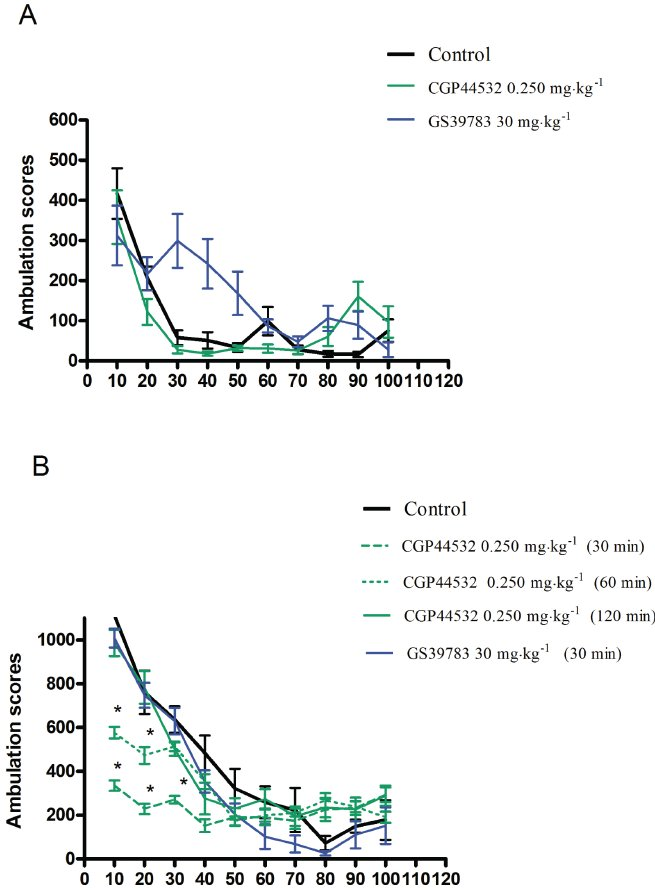 A
Control
CGP44532 0.250 mg·kg-1
GS39783 30 mg·kg-1
600
500
400
300
200
100
0
Ambulation scores
0 10 20 30 40 50 60 70 80 90 100 110 120
B
Control
CGP44532 0.250 mg·kg-1 (30 min)
CGP44532 0.250 mg·kg-1 (60 min)
CGP44532 0.250 mg·kg-1 (120 min)
GS39783 30 mg·kg-1 (30 min)
1000
800
600
400
200
0
Ambulation scores
* *
* * *
0 10 20 30 40 50 60 70 80 90 100 110 120